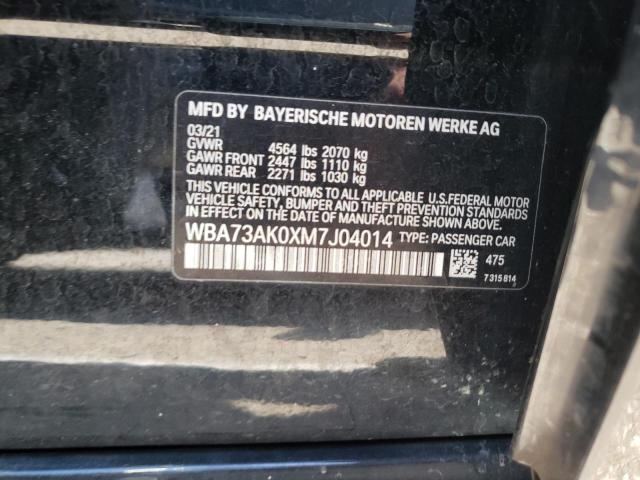 MFD BY BAYERISCHE MOTOREN WERKE AG
03/21
GVWR 4564 lbs 2070 kg
GAWR FRONT 2447 lbs 1110 kg
GAWR REAR 2271 lbs 1030 kg
THIS VEHICLE CONFORMS TO ALL APPLICABLE U.S.FEDERAL MOTOR
VEHICLE SAFETY, BUMPER AND THEFT PREVENTION STANDARDS
IN EFFECT ON THE DATE OF MANUFACTURE SHOWN ABOVE.
WBA73AK0XM7J04014 TYPE: PASSENGER CAR
475
7315814